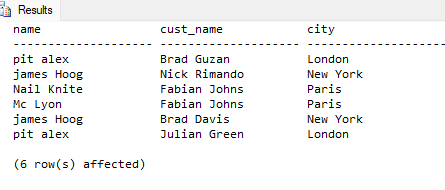 Results
name cust_name city
-------------------- -------------------- --------------------
pit alex Brad Guzan London
james Hoog Nick Rimando New York
Nail Knite Fabian Johns Paris
Mc Lyon Fabian Johns Paris
james Hoog Brad Davis New York
pit alex Julian Green London
(6 row(s) affected)